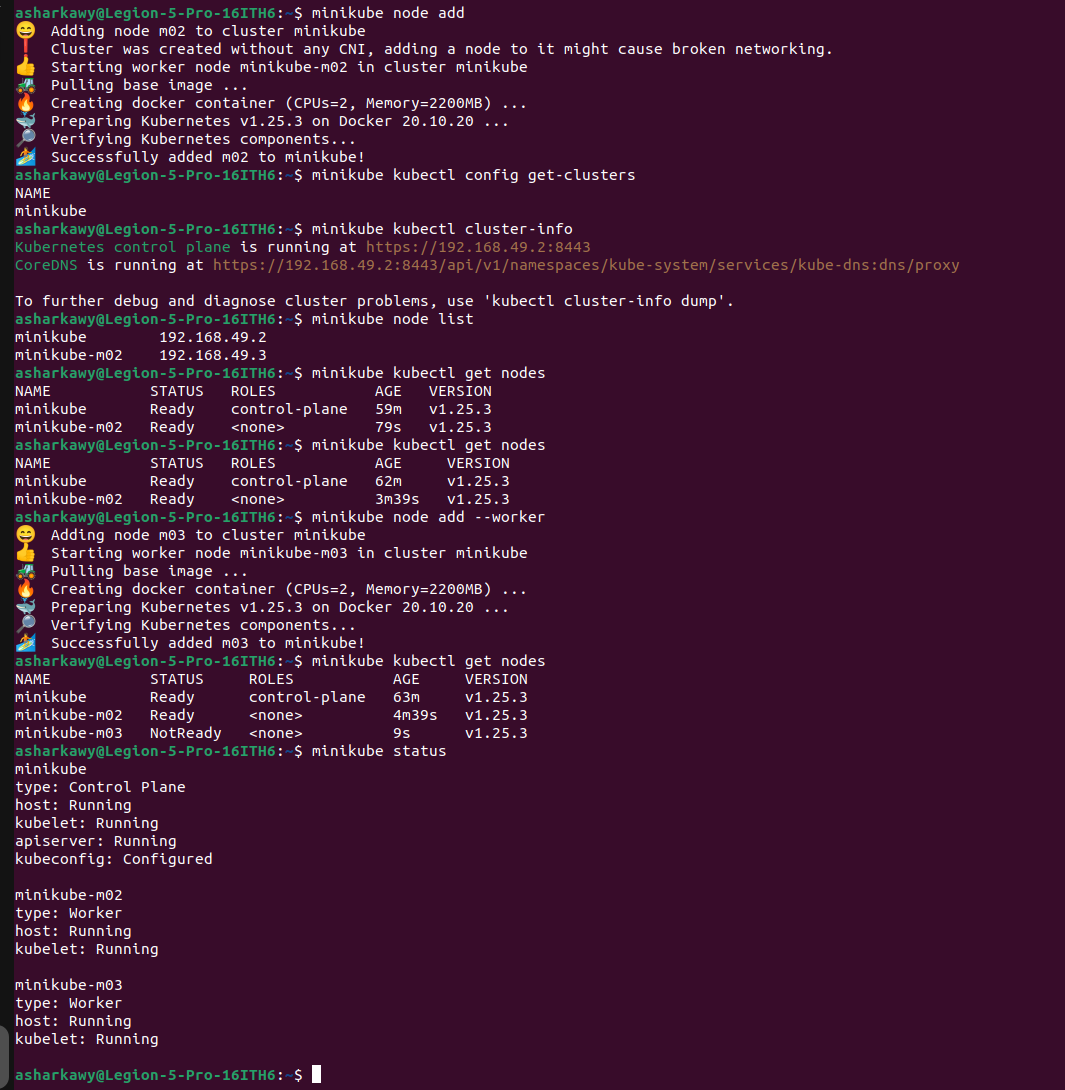 asharkawy@Legion-5-Pro-16ITH6:~$ minikube node add
😄  Adding node m02 to cluster minikube
❗  Cluster was created without any CNI, adding a node to it might cause broken networking.
👍  Starting worker node minikube-m02 in cluster minikube
🚜  Pulling base image ...
🔥  Creating docker container (CPUs=2, Memory=2200MB) ...
🐳  Preparing Kubernetes v1.25.3 on Docker 20.10.20 ...
🔎  Verifying Kubernetes components...
🏄  Successfully added m02 to minikube!
asharkawy@Legion-5-Pro-16ITH6:~$ minikube kubectl config get-clusters
NAME
minikube
asharkawy@Legion-5-Pro-16ITH6:~$ minikube kubectl cluster-info
Kubernetes control plane is running at https://192.168.49.2:8443
CoreDNS is running at https://192.168.49.2:8443/api/v1/namespaces/kube-system/services/kube-dns:dns/proxy

To further debug and diagnose cluster problems, use 'kubectl cluster-info dump'.
asharkawy@Legion-5-Pro-16ITH6:~$ minikube node list
minikube        192.168.49.2
minikube-m02    192.168.49.3
asharkawy@Legion-5-Pro-16ITH6:~$ minikube kubectl get nodes
NAME           STATUS   ROLES           AGE   VERSION
minikube       Ready    control-plane   59m   v1.25.3
minikube-m02   Ready    <none>          79s   v1.25.3
asharkawy@Legion-5-Pro-16ITH6:~$ minikube kubectl get nodes
NAME           STATUS   ROLES           AGE     VERSION
minikube       Ready    control-plane   62m     v1.25.3
minikube-m02   Ready    <none>          3m39s   v1.25.3
asharkawy@Legion-5-Pro-16ITH6:~$ minikube node add --worker
😄  Adding node m03 to cluster minikube
👍  Starting worker node minikube-m03 in cluster minikube
🚜  Pulling base image ...
🔥  Creating docker container (CPUs=2, Memory=2200MB) ...
🐳  Preparing Kubernetes v1.25.3 on Docker 20.10.20 ...
🔎  Verifying Kubernetes components...
🏄  Successfully added m03 to minikube!
asharkawy@Legion-5-Pro-16ITH6:~$ minikube kubectl get nodes
NAME           STATUS     ROLES           AGE     VERSION
minikube       Ready      control-plane   63m     v1.25.3
minikube-m02   Ready      <none>          4m39s   v1.25.3
minikube-m03   NotReady   <none>          9s      v1.25.3
asharkawy@Legion-5-Pro-16ITH6:~$ minikube status
minikube
type: Control Plane
host: Running
kubelet: Running
apiserver: Running
kubeconfig: Configured

minikube-m02
type: Worker
host: Running
kubelet: Running

minikube-m03
type: Worker
host: Running
kubelet: Running

asharkawy@Legion-5-Pro-16ITH6:~$